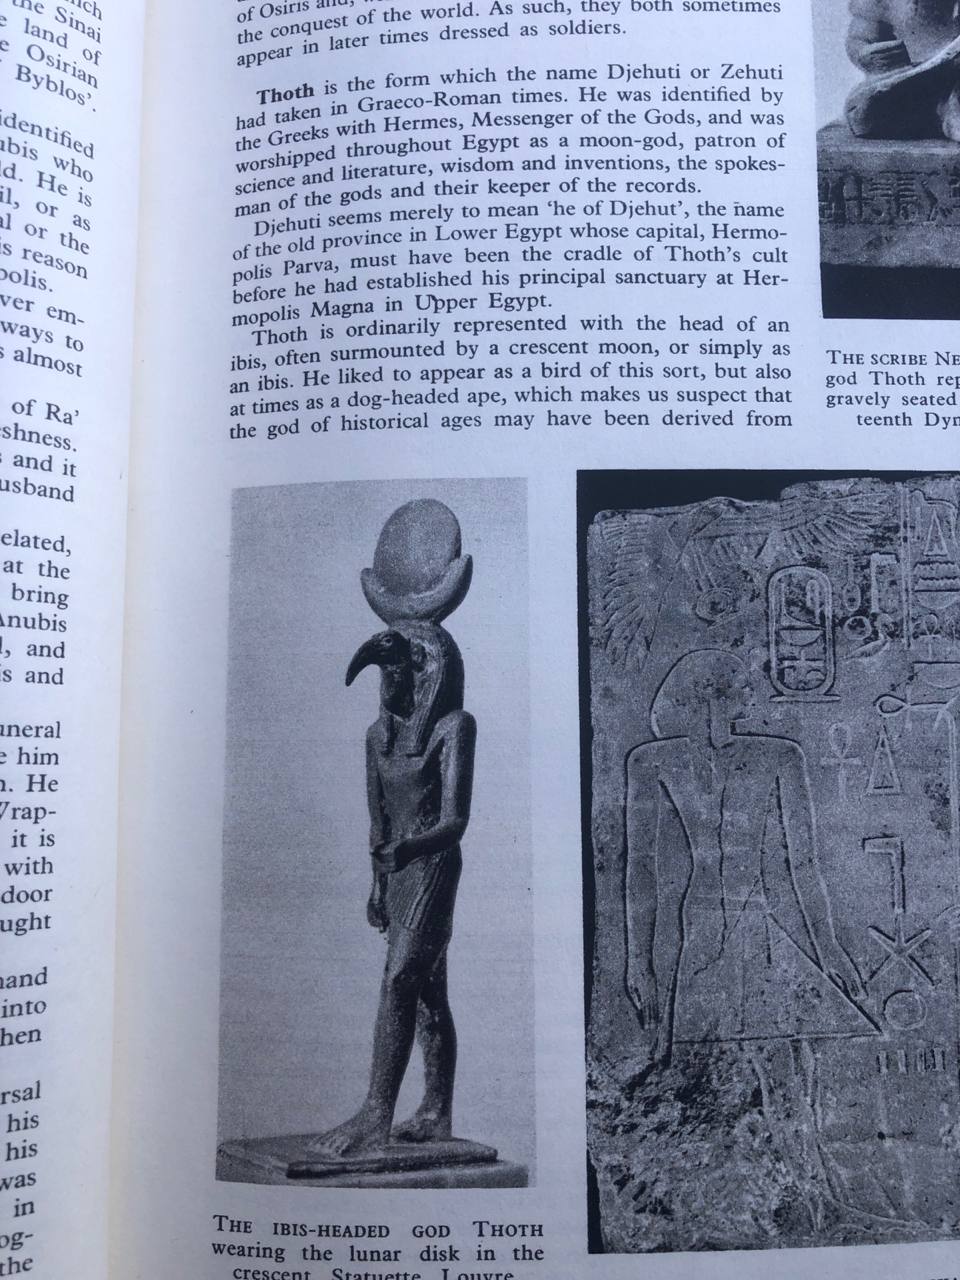 the Sinai
land of
Osirian
Byblos'.
identified
who
He is
or as
or the
reason
ver em-
ways to
almost
of Ra'
and it
husband
elated,
at the
bring
Anubis
and
is and
uneral
him
He
Wrap-
it is
with
door
ught
hand
into
hen
his
his
was
in
og-
the
of Osiris and,
the conquest of the world. As such, they both sometimes
appear in later times dressed as soldiers.
Thoth is the form which the name Djehuti or Zehuti
had taken in Graeco-Roman times. He was identified by
the Greeks with Hermes, Messenger of the Gods, and was
worshipped throughout Egypt as a moon-god, patron of
science and literature, wisdom and inventions, the spokes-
man of the gods and their keeper of the records.
Djehuti seems merely to mean 'he of Djehut', the name
of the old province in Lower Egypt whose capital, Hermo-
polis Parva, must have been the cradle of Thoth's cult
before he had established his principal sanctuary at Her-
mopolis Magna in Upper Egypt.
Thoth is ordinarily represented with the head of an
ibis, often surmounted by a crescent moon, or simply as
an ibis. He liked to appear as a bird of this sort, but also
at times as a dog-headed ape, which makes us suspect that
the god of historical ages may have been derived from
THE SCRIBE NE
god Thoth rep
gravely seated
teenth Dyn
THE IBIS-HEADED GOD THOTH
wearing the lunar disk in the
crescent. Statuette. Louvre.